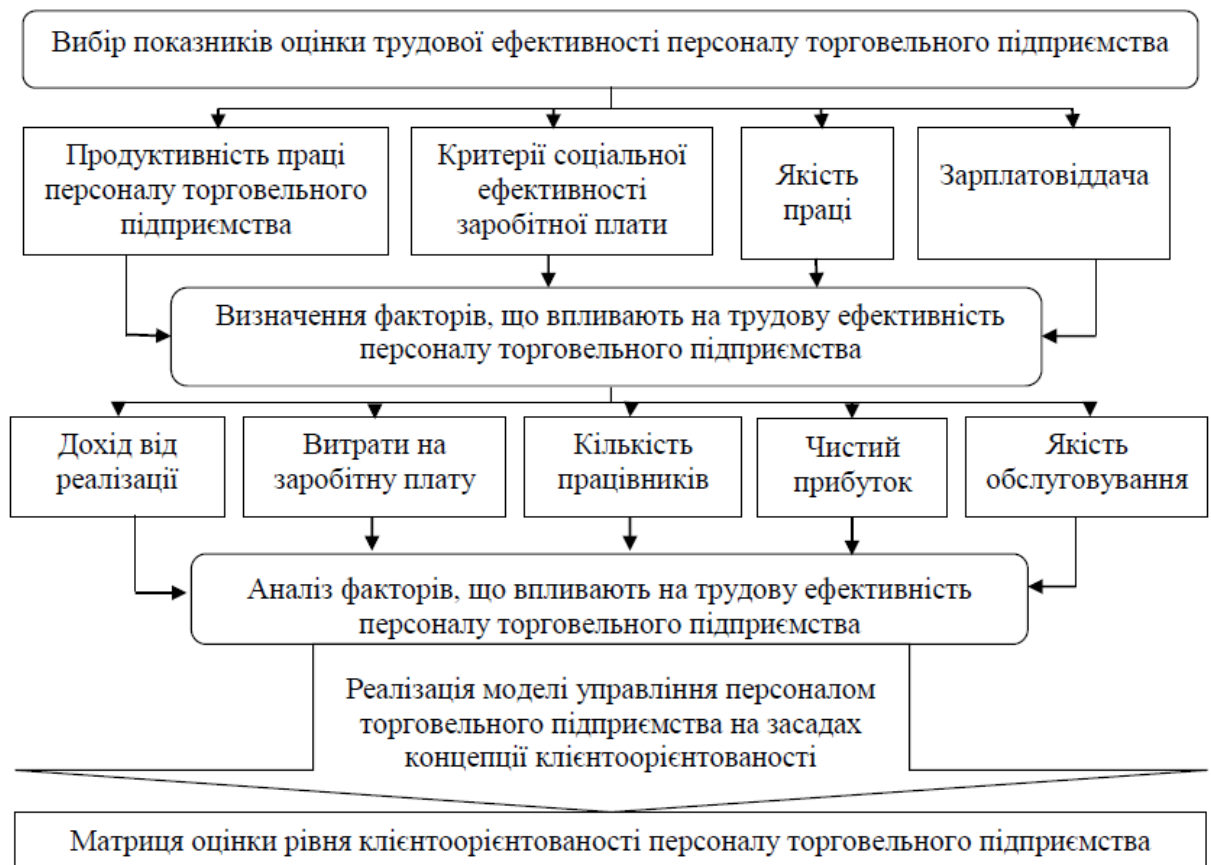 Вибір показників оцінки трудової ефективності персоналу торговельного підприємства
Продуктивність праці
персоналу торговельного
підприємства
Критерії соціальної
ефективності
заробітної плати
Якість
праці
Зарплатовіддача
Визначення факторів, що впливають на трудову ефективність
персоналу торговельного підприємства
Дохід від
реалізації
Витрати на
заробітну плату
Кількість
працівників
Чистий
прибуток
Якість
обслуговування
Аналіз факторів, що впливають на трудову ефективність
персоналу торговельного підприємства
Реалізація моделі управління персоналом
торговельного підприємства на засадах
концепції клієнтоорієнтованості
Матриця оцінки рівня клієнтоорієнтованості персоналу торговельного підприємства